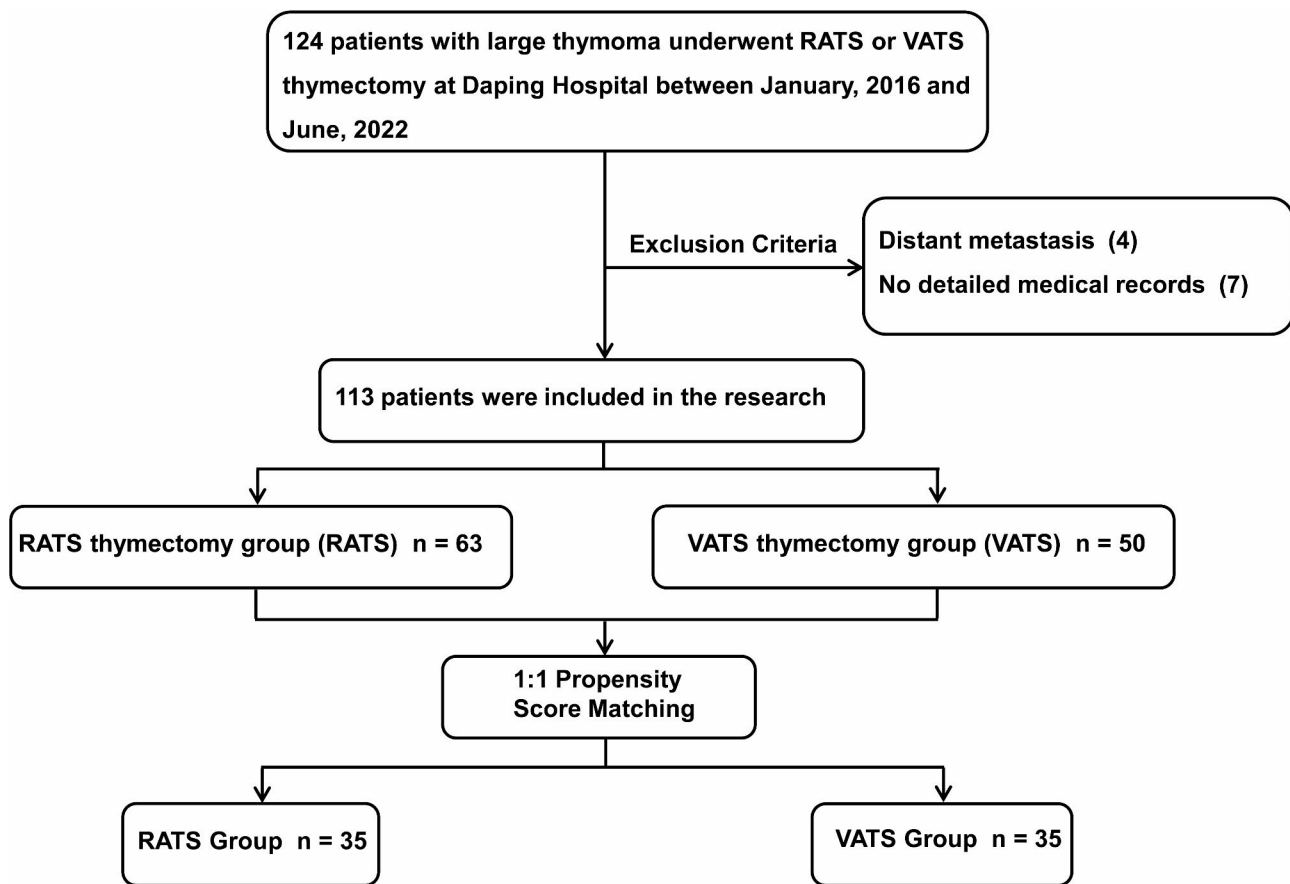 124 patients with large thymoma underwent RATS or VATS
thymectomy at Daping Hospital between January, 2016 and
June, 2022
Exclusion Criteria
Distant metastasis (4)
No detailed medical records (7)
113 patients were included in the research
RATS thymectomy group (RATS) n = 63
VATS thymectomy group (VATS) n = 50
1:1 Propensity
Score Matching
RATS Group n = 35
VATS Group n = 35